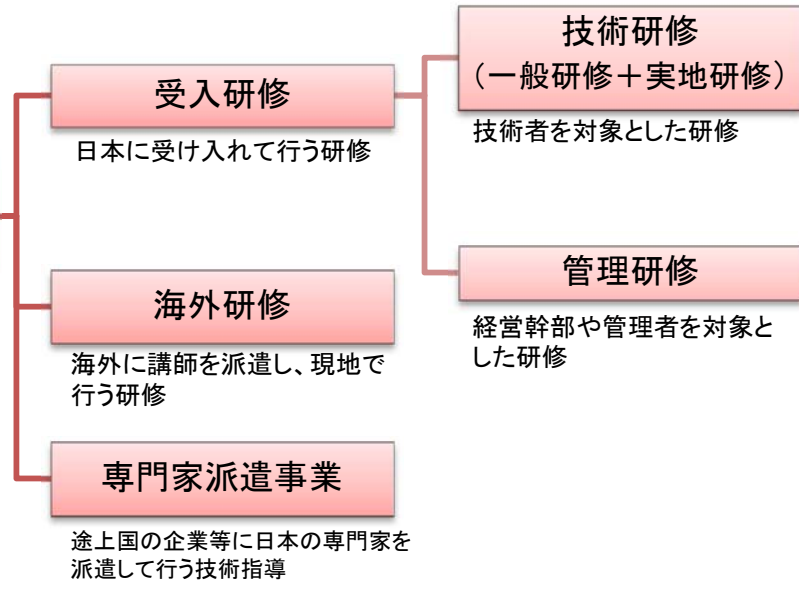 受入研修
日本に受け入れて行う研修
技術研修
（一般研修＋実地研修）
技術者を対象とした研修
管理研修
経営幹部や管理者を対象と
した研修
海外研修
海外に講師を派遣し、現地で
行う研修
専門家派遣事業
途上国の企業等に日本の専門家を
派遣して行う技術指導